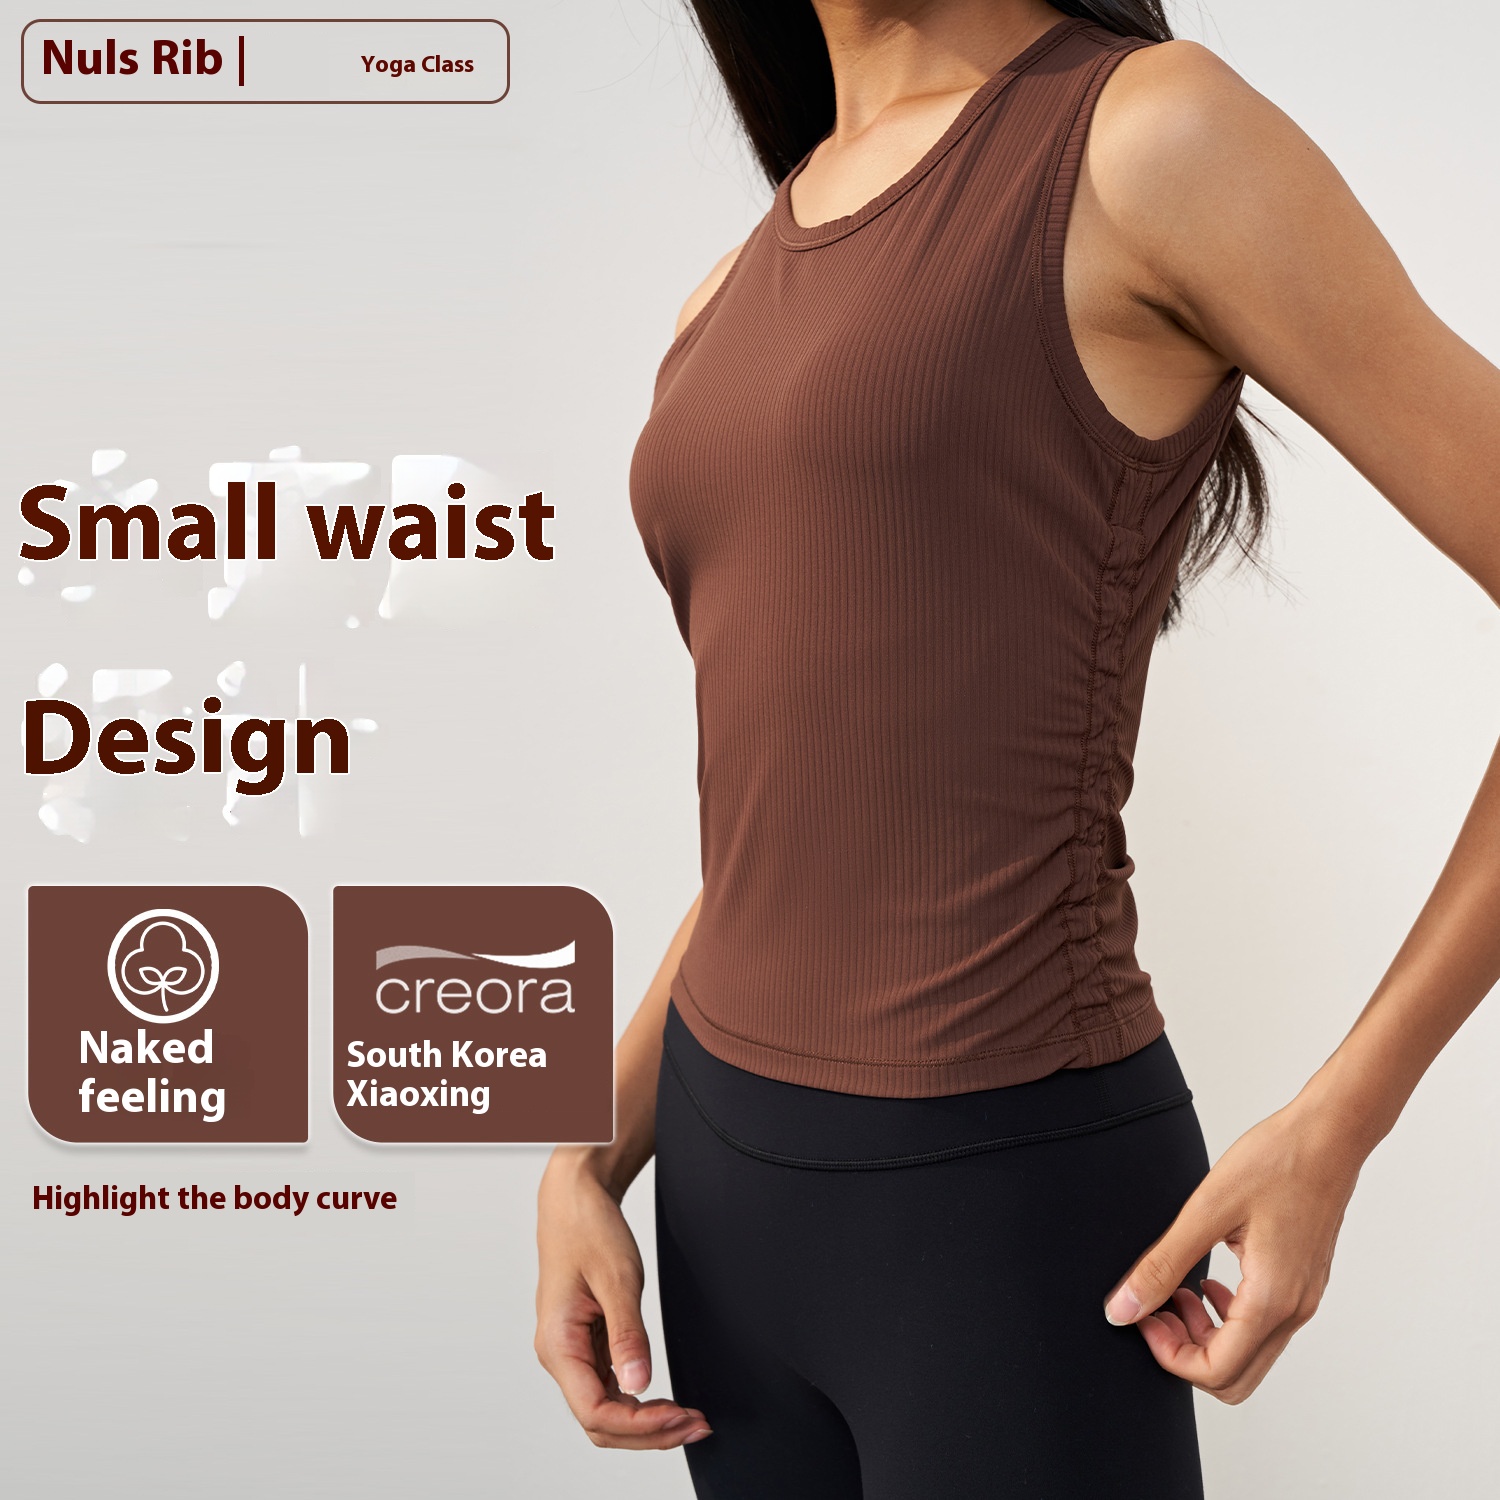 Nuls Rib |
Yoga Class
Small waist
Design
Naked
feeling
creora
South Korea
Xiaoxing
Highlight the body curve